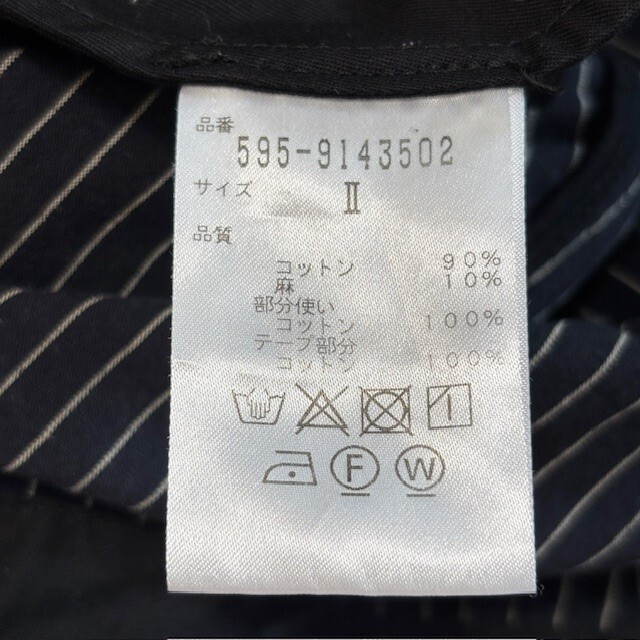 品番
595-9143502
サイズ II
品質
コットン 90%
麻 10%
部分使い
コットン 100%
テープ部分
コットン 100%
F W